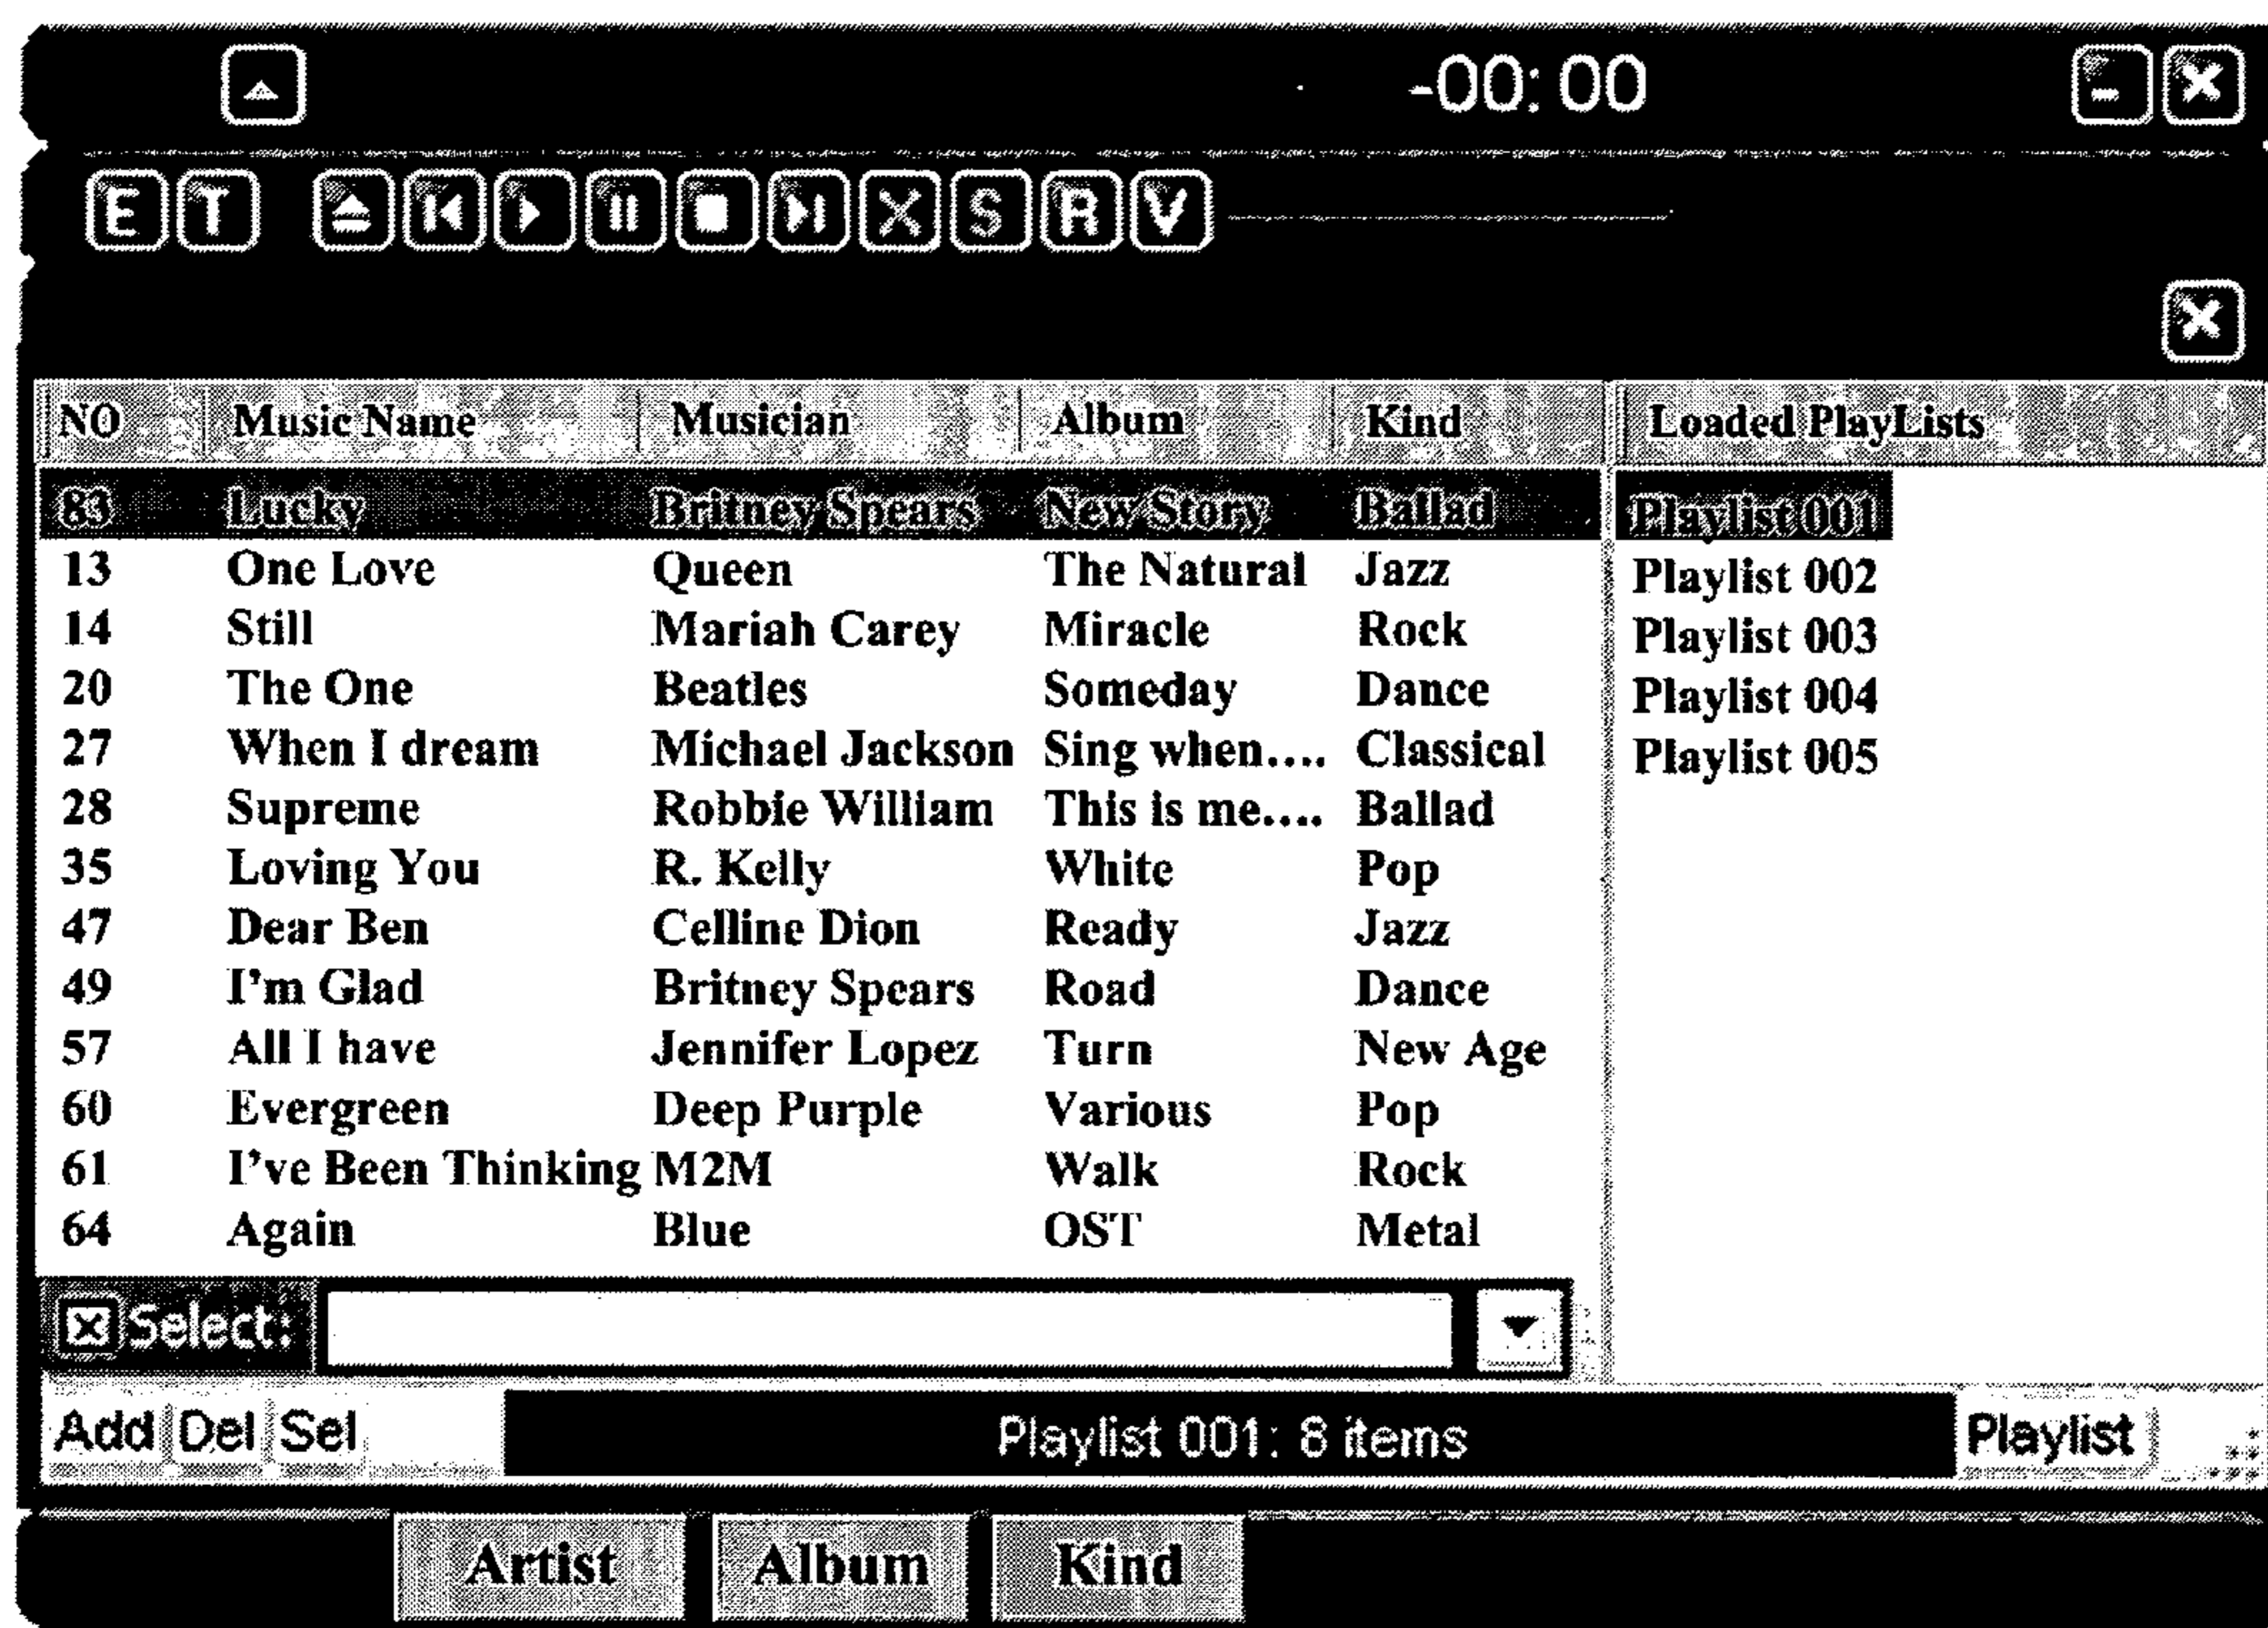 -00:00
E T X S R V
NO Music Name Musician Album Kind Loaded PlayLists
83 Lucky Britney Spears New Story Ballad Playlist 001
13 One Love Queen The Natural Jazz Playlist 002
14 Still Mariah Carey Miracle Rock Playlist 003
20 The One Beatles Someday Dance Playlist 004
27 When I dream Michael Jackson Sing when.... Classical Playlist 005
28 Supreme Robbie William This is me.... Ballad
35 Loving You R. Kelly White Pop
47 Dear Ben Celline Dion Ready Jazz
49 I'm Glad Britney Spears Road Dance
57 All I have Jennifer Lopez Turn New Age
60 Evergreen Deep Purple Various Pop
61 I've Been Thinking M2M Walk Rock
64 Again Blue OST Metal
Select:
Add Del Sel Playlist 001: 8 items Playlist
Artist Album Kind